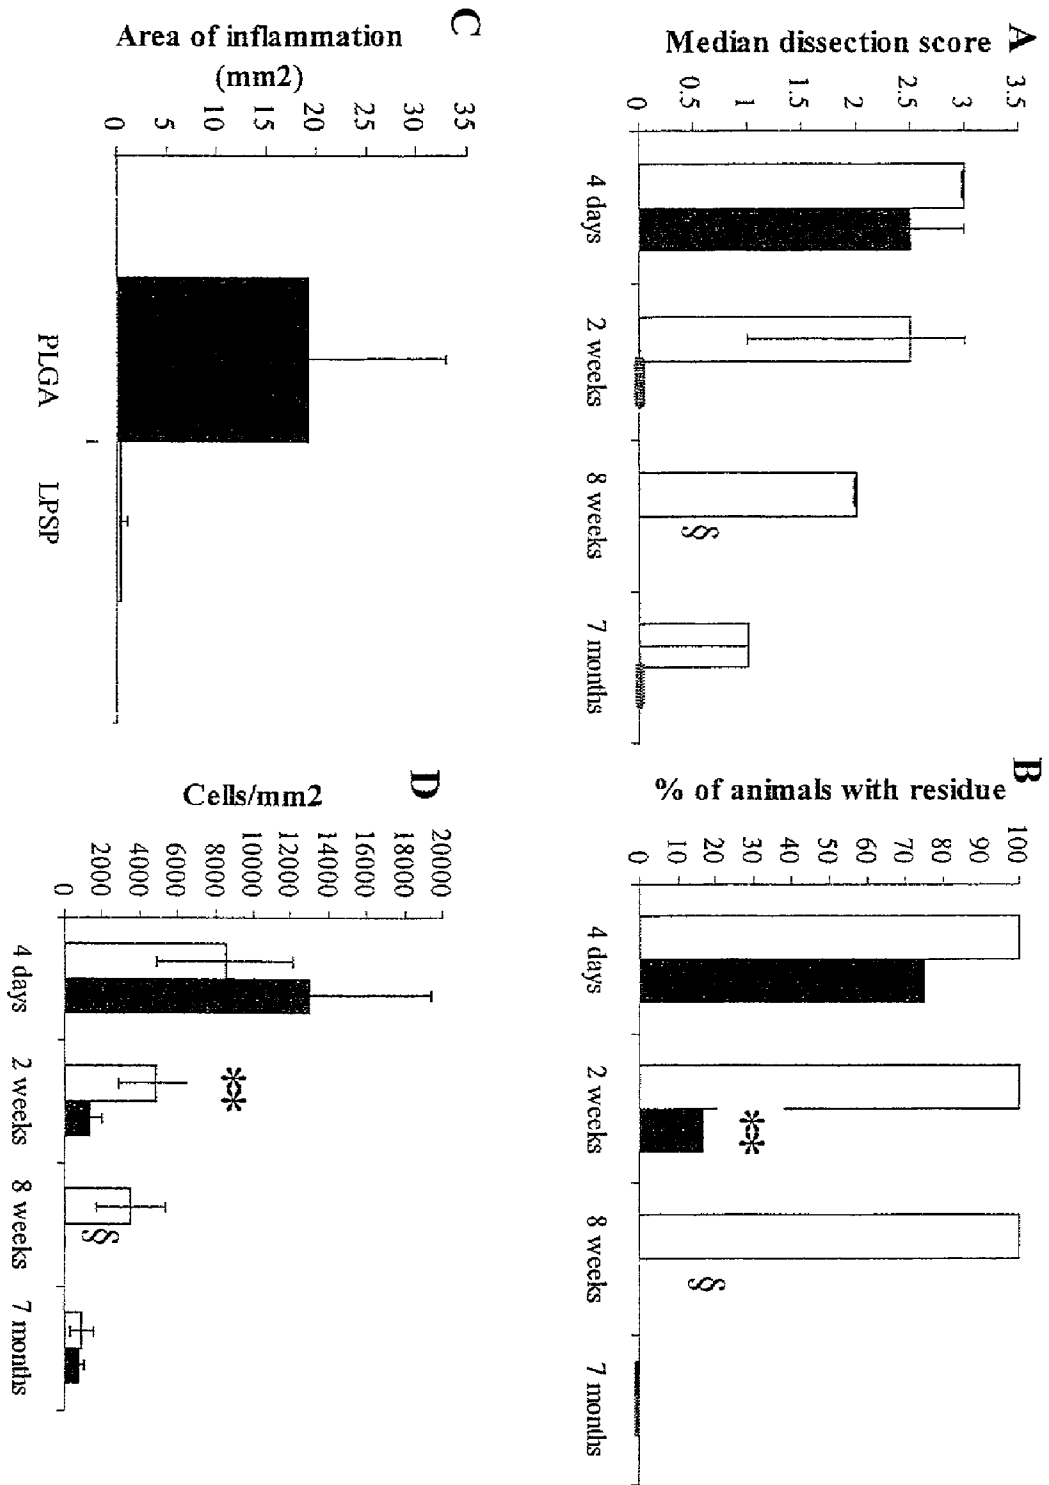 A
Median dissection score
3.5
3
2.5
2
1.5
1
0.5
0
4 days
2 weeks
8 weeks
7 months
§
B
% of animals with residue
100
90
80
70
60
50
40
30
20
10
0
4 days
2 weeks
8 weeks
7 months
**
§
C
Area of inflammation
(mm2)
35
30
25
20
15
10
5
0
PLGA
LPSP
D
Cells/mm2
20000
18000
16000
14000
12000
10000
8000
6000
4000
2000
0
4 days
2 weeks
8 weeks
7 months
**
§